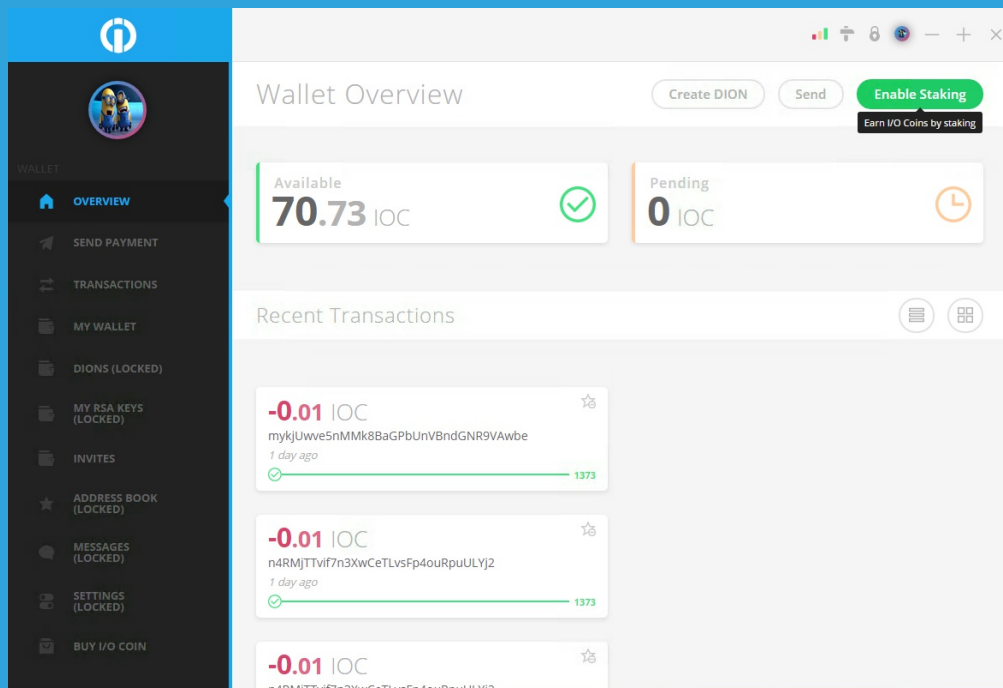 Wallet Overview
Create DION
Send
Enable Staking
Earn I/O Coins by staking
WALLET
OVERVIEW
SEND PAYMENT
TRANSACTIONS
MY WALLET
DIONS (LOCKED)
MY RSA KEYS
(LOCKED)
INVITES
ADDRESS BOOK
(LOCKED)
MESSAGES
(LOCKED)
SETTINGS
(LOCKED)
BUY I/O COIN
Available
70.73 IOC
Pending
0 IOC
Recent Transactions
-0.01 IOC
mykjUwve5nMMk8BaGPbUnVBndGNR9VAwbe
1 day ago
1373
-0.01 IOC
n4RMjTTvif7n3XwCeTLvsFp4ouRpuULYj2
1 day ago
1373
-0.01 IOC